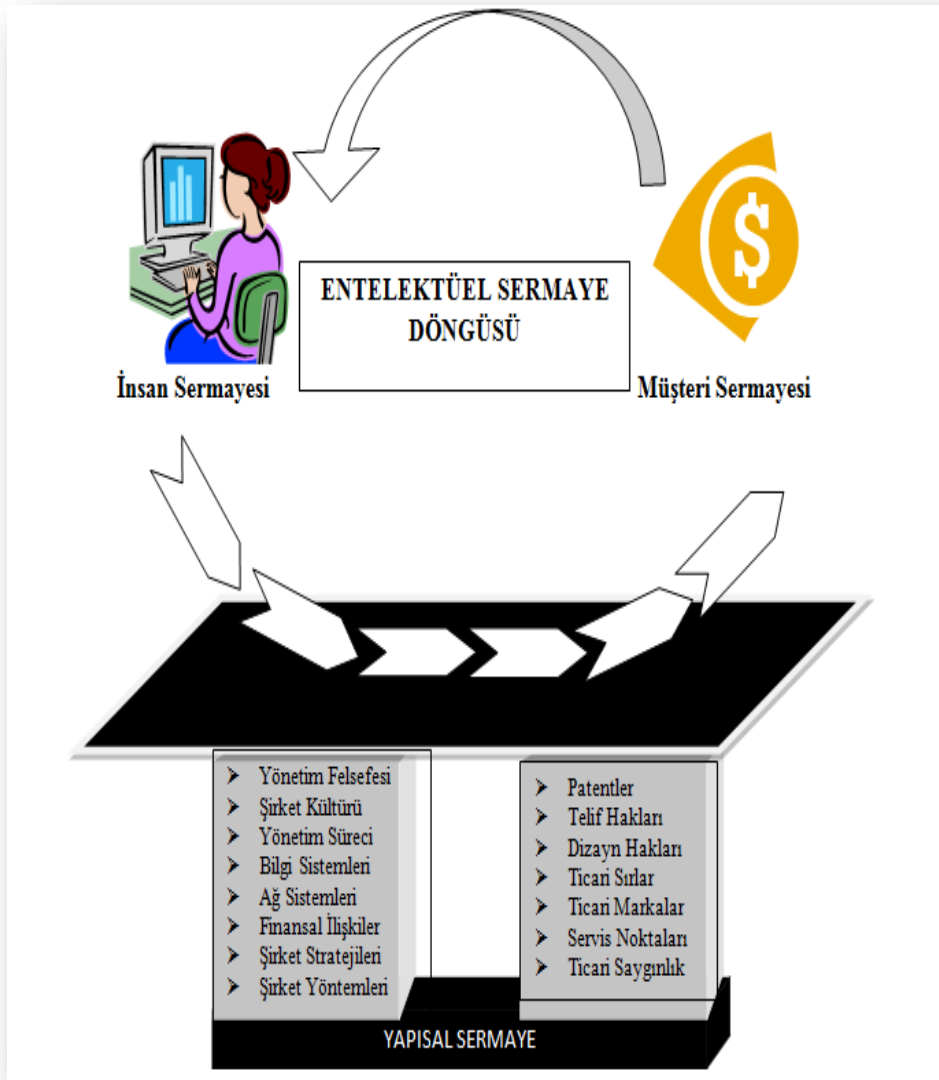 ENTELEKTÜEL SERMAYE
DÖNGÜSÜ
İnsan Sermayesi
Müşteri Sermayesi
Yönetim Felsefesi
Şirket Kültürü
Yönetim Süreci
Bilgi Sistemleri
Ağ Sistemleri
Finansal İlişkiler
Şirket Stratejileri
Şirket Yöntemleri
Patentler
Telif Hakları
Dizayn Hakları
Ticari Sırlar
Ticari Markalar
Servis Noktaları
Ticari Saygınlık
YAPISAL SERMAYE